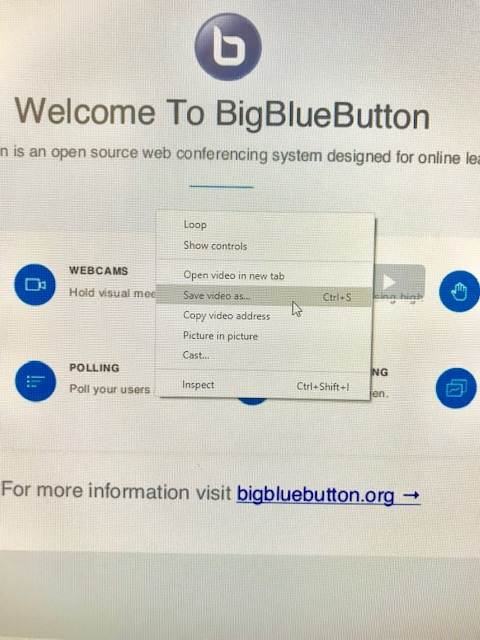 Welcome To BigBlueButton
n is an open source web conferencing system designed for online lea
Loop
Show controls
Open video in new tab
Save video as... Ctrl+S
Copy video address
Picture in picture
Cast...
Inspect Ctrl+Shift+I
WEBCAMS
Hold visual mee
sing high
POLLING
Poll your users
NG
en.
For more information visit bigbluebutton.org →